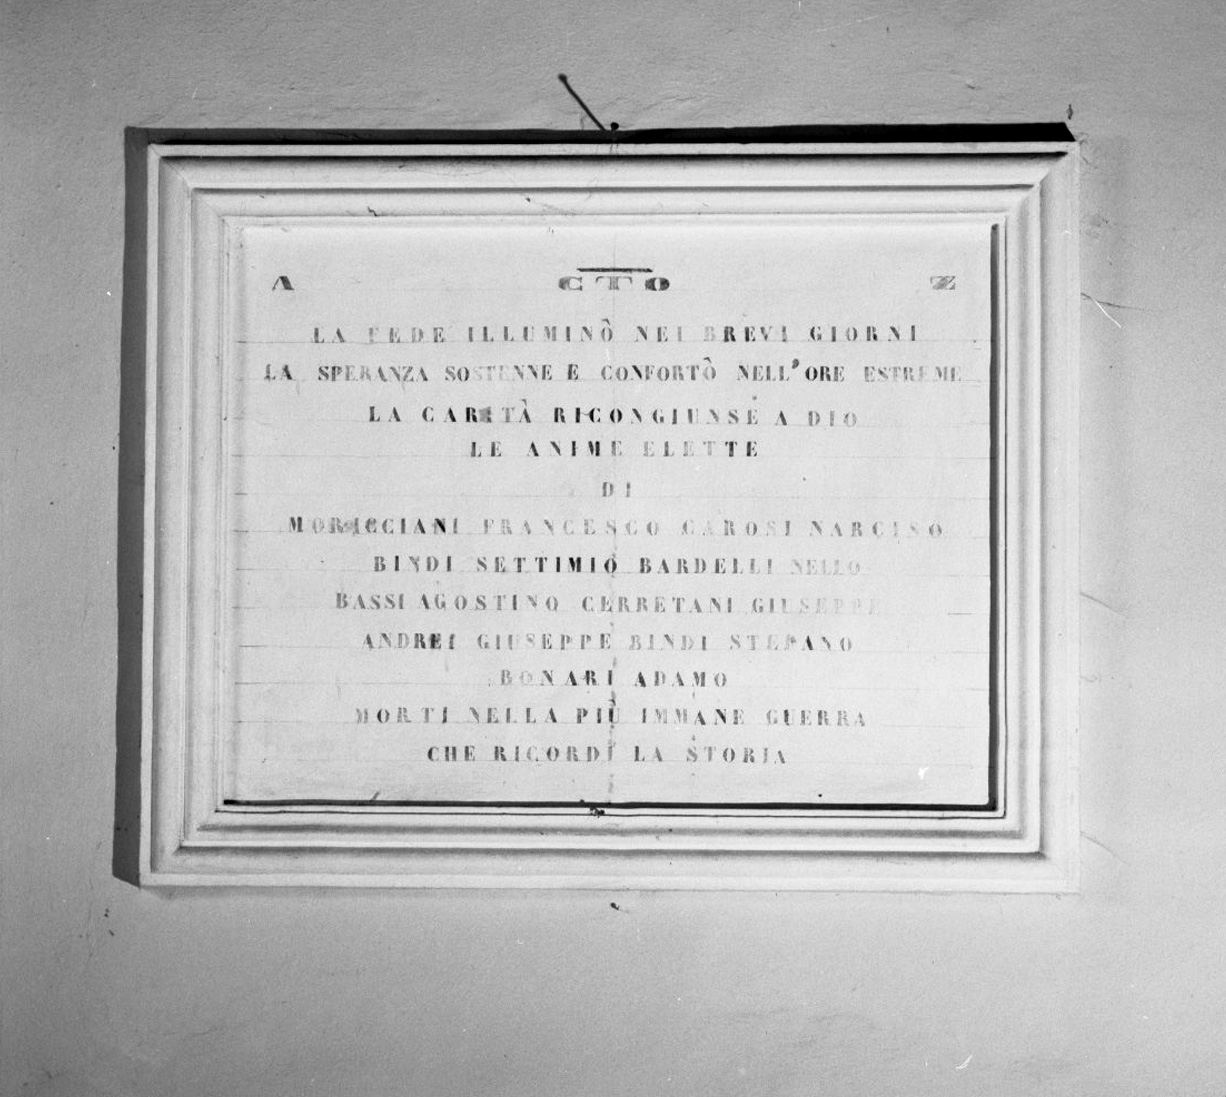 A C̅T̅O̅ Z
LA FEDE ILLUMINÒ NEI BREVI GIORNI
LA SPERANZA SOSTENNE E CONFORTÒ NELL'ORE ESTREME
LA CARITÀ RICONGIUNSE A DIO
LE ANIME ELETTE
DI
MORICCIANI FRANCESCO CAROSI NARCISO
BINDI SETTIMIO BARDELLI NELLO
BASSI AGOSTINO CERRETANI GIUSEPPE
ANDREI GIUSEPPE BINDI STEFANO
BONARI ADAMO
MORTI NELLA PIÙ IMMANE GUERRA
CHE RICORDI LA STORIA